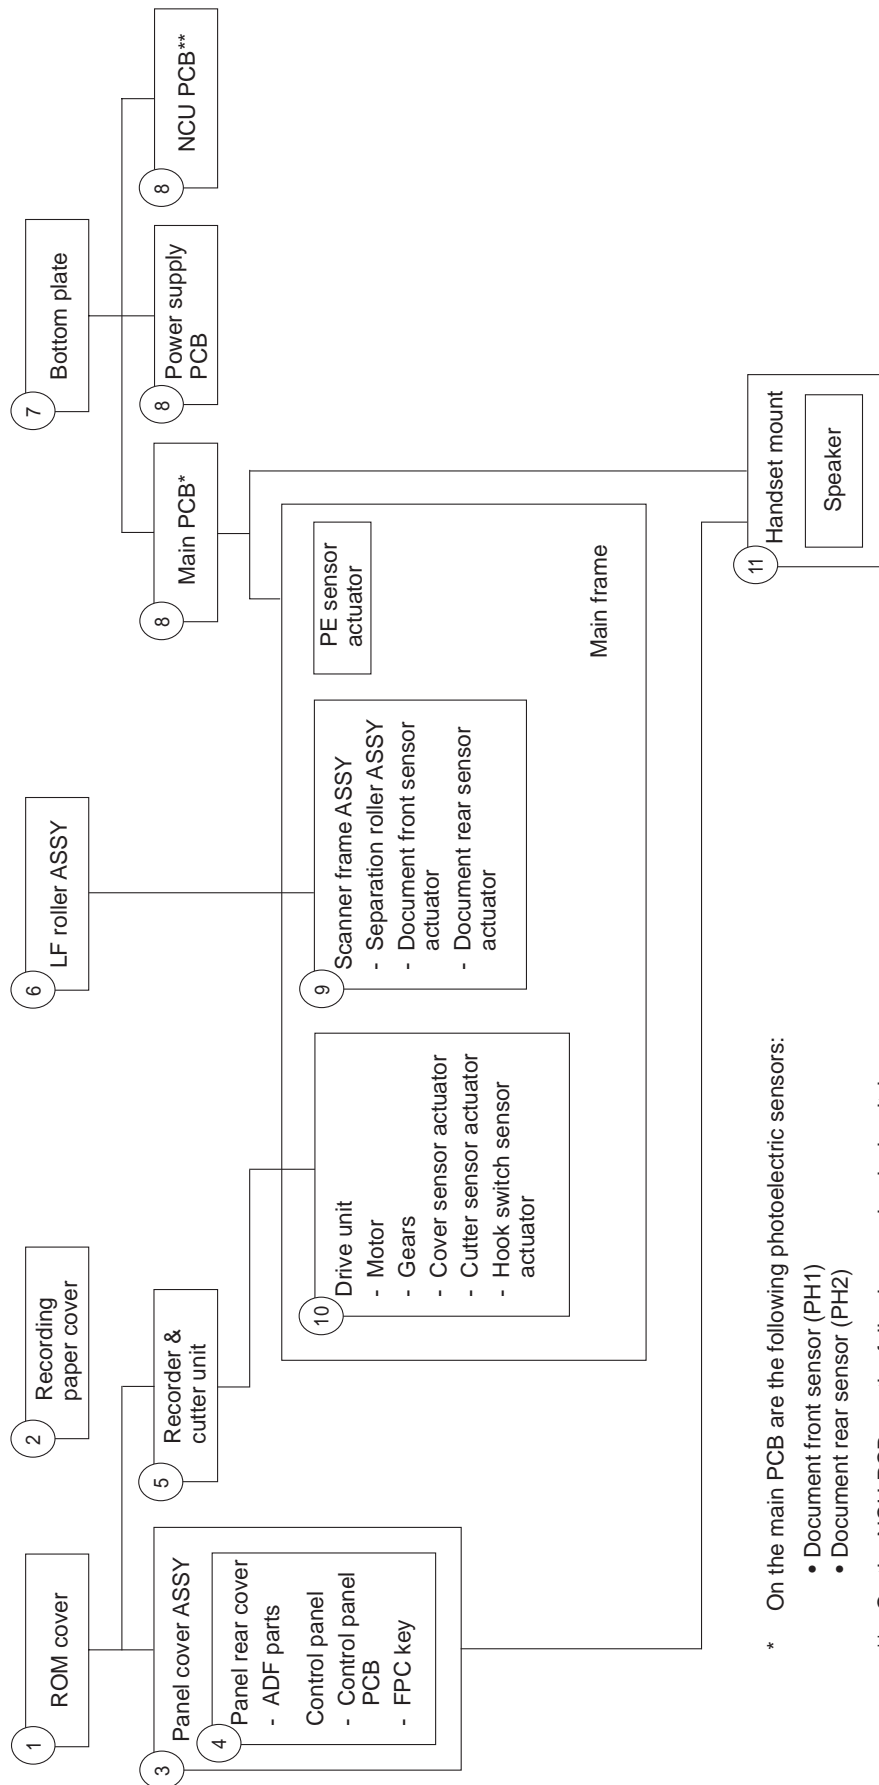 1
ROM cover
2
Recording
paper cover
6
LF roller ASSY
7
Bottom plate
3
Panel cover ASSY
4
Panel rear cover
- ADF parts
Control panel
- Control panel
PCB
- FPC key
5
Recorder &
cutter unit
8
Main PCB*
8
Power supply
PCB
8
NCU PCB**
10
Drive unit
- Motor
- Gears
- Cover sensor actuator
- Cutter sensor actuator
- Hook switch sensor
actuator
9
Scanner frame ASSY
- Separation roller ASSY
- Document front sensor
actuator
- Document rear sensor
actuator
PE sensor
actuator
Main frame
11
Handset mount
Speaker
* On the main PCB are the following photoelectric sensors:
• Document front sensor (PH1)
• Document rear sensor (PH2)